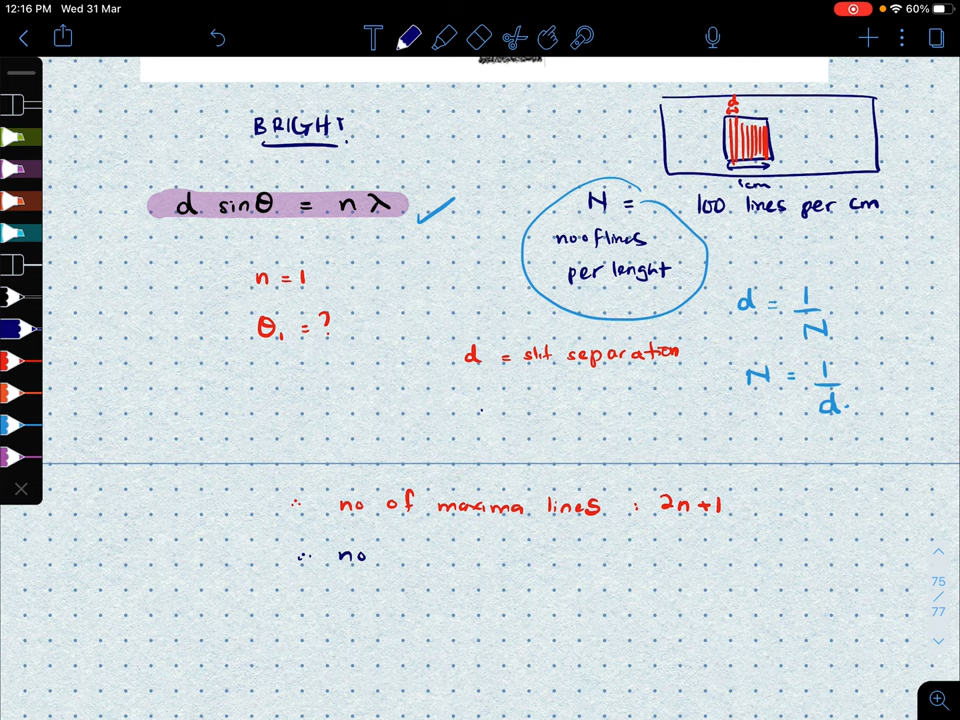 12:16 PM Wed 31 Mar
60%
BRIGHT.
d
1cm
d sinθ = nλ
N =
100 lines per cm
no of lines
per lenght
n = 1
θ₁ = ?
d = 1/N
d = slit separation
N = 1/d.
∴ no of maxima lines : 2n+1
∴ no
75
/
77